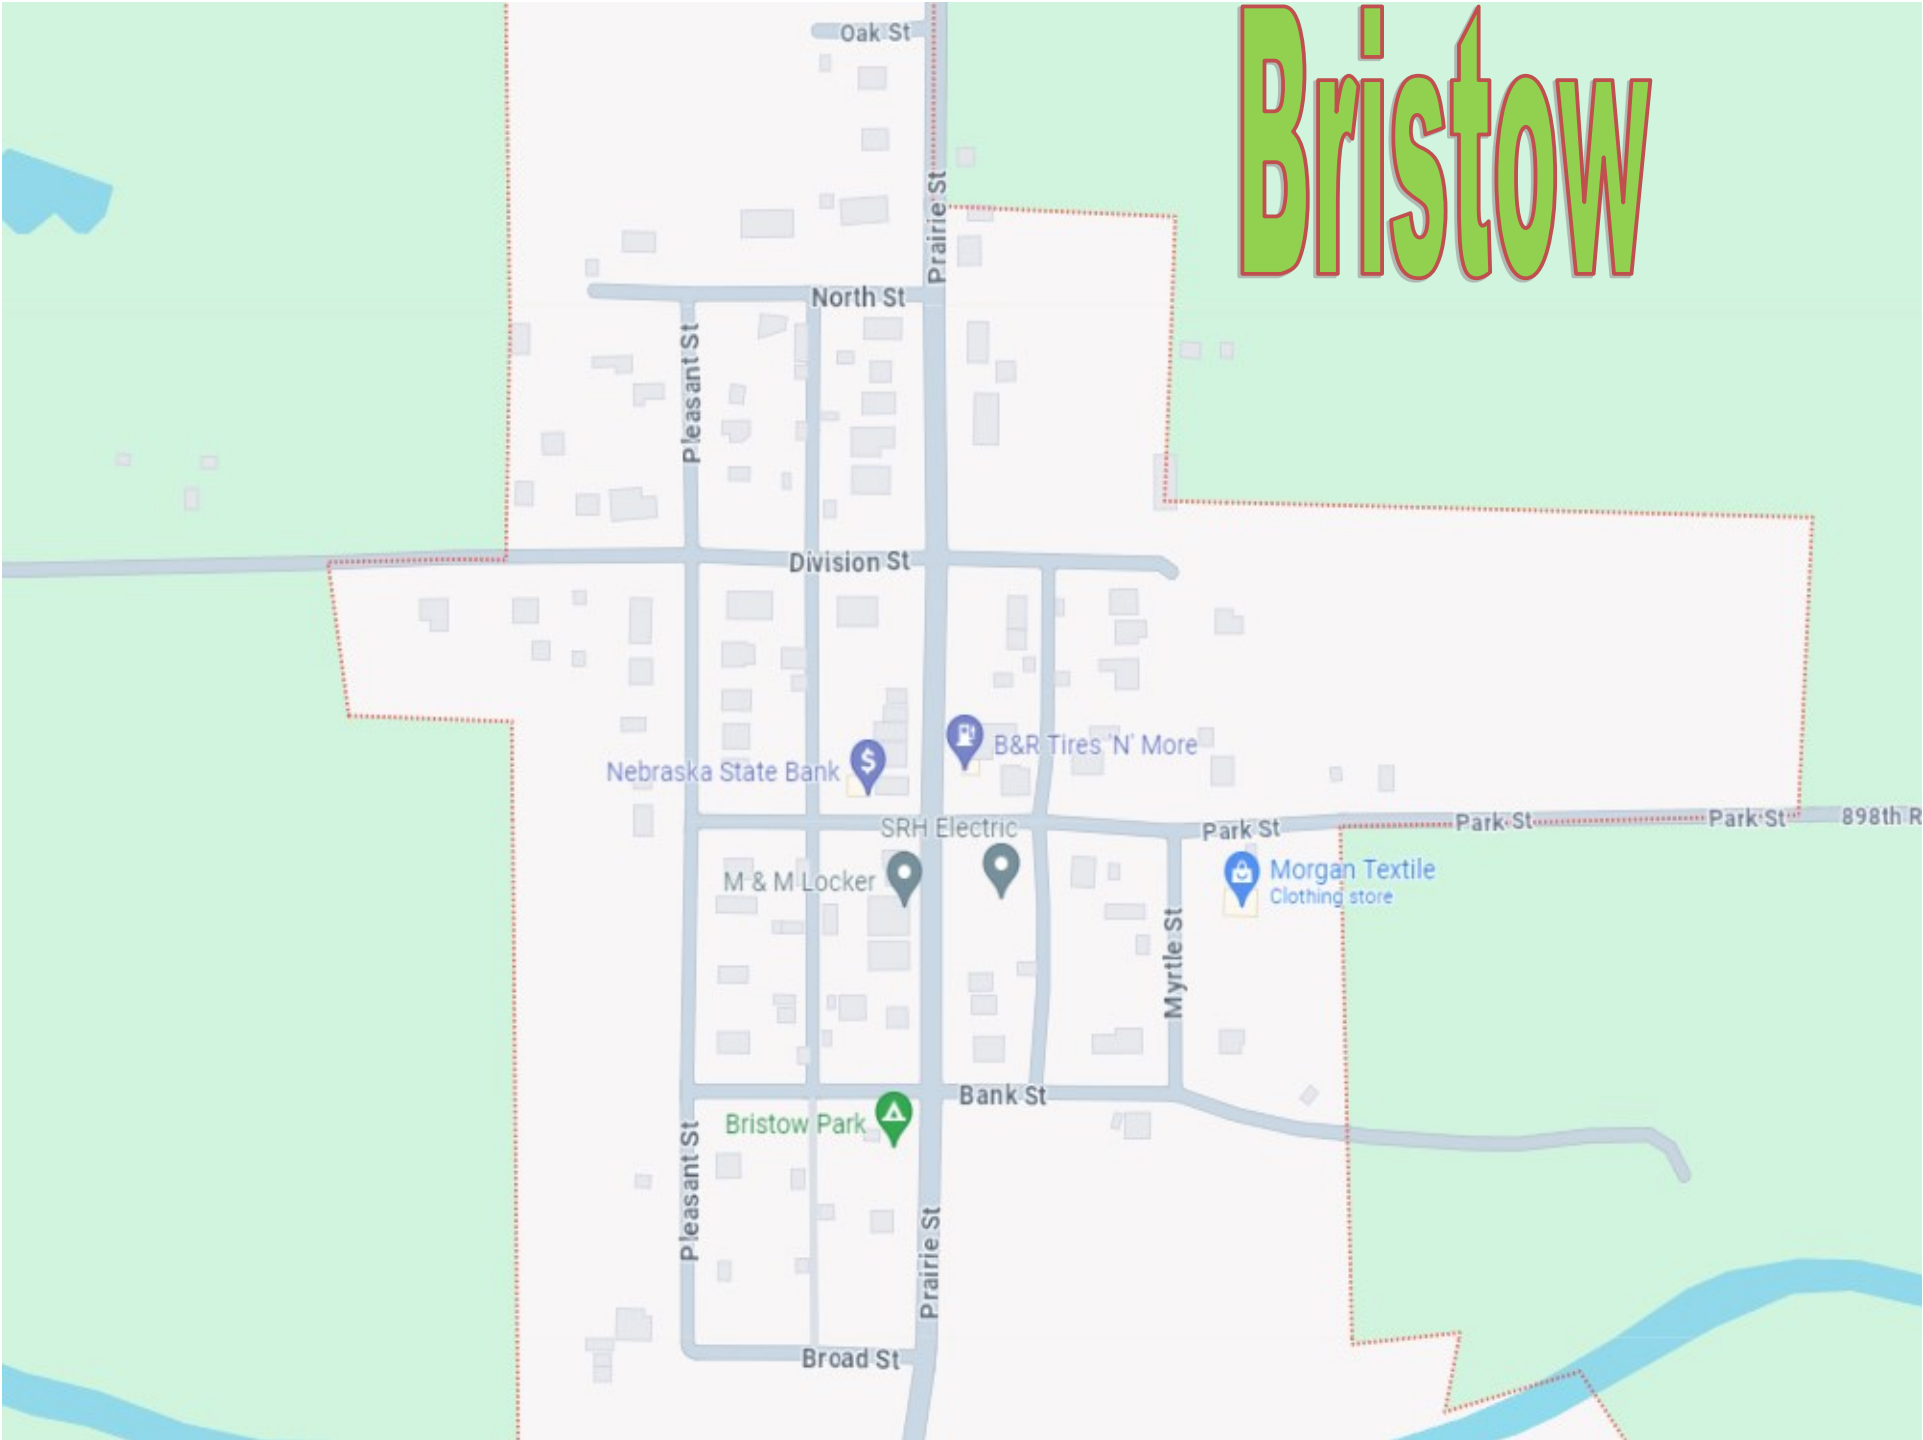 Oak St
Bristow
Prairie St
North St
Pleasant St
Division St
B&R Tires 'N' More
Nebraska State Bank
SRH Electric
Park St
Park St
Park St
898th R
M & M Locker
Morgan Textile
Clothing store
Myrtle St
Bank St
Bristow Park
Pleasant St
Prairie St
Broad St